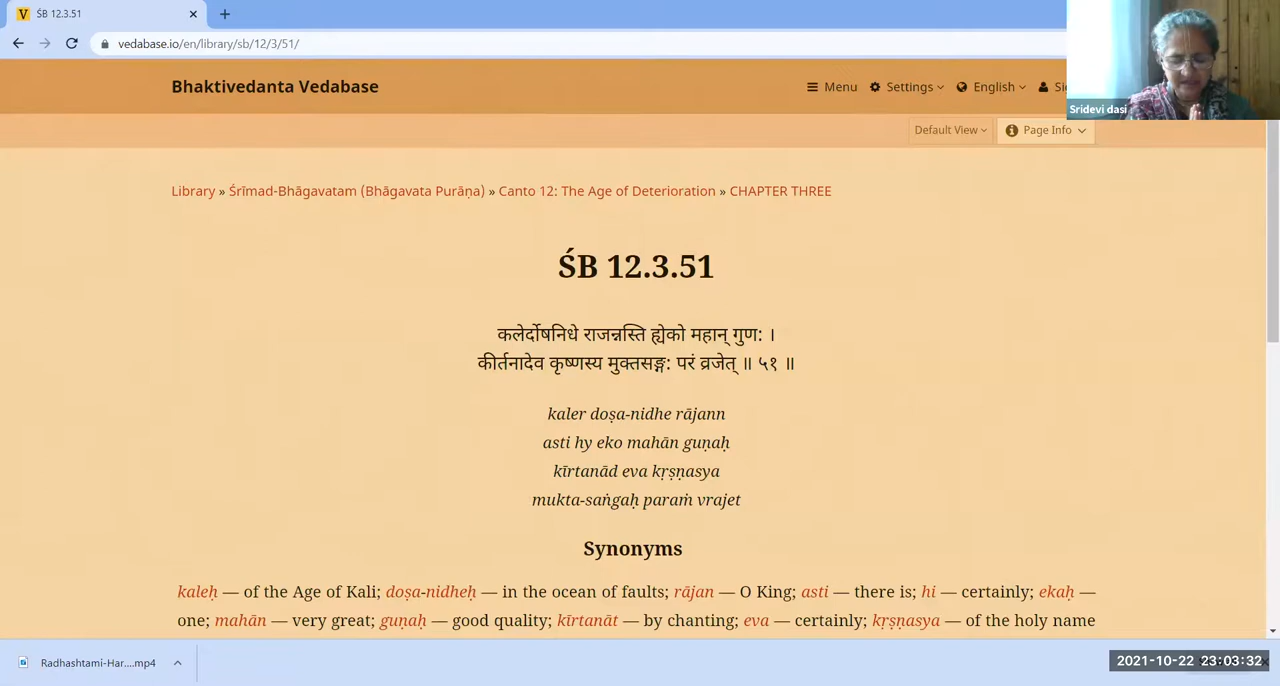 ŚB 12.3.51
vedabase.io/en/library/sb/12/3/51/
Bhaktivedanta Vedabase
Menu Settings English
Sridevi dasi
Default View Page Info
Library » Śrīmad-Bhāgavatam (Bhāgavata Purāṇa) » Canto 12: The Age of Deterioration » CHAPTER THREE
ŚB 12.3.51
कलेर्दोषनिधे राजन्नस्ति ह्येको महान् गुण: ।
कीर्तनादेव कृष्णस्य मुक्तसङ्ग: परं व्रजेत् ॥ ५१ ॥
kaler doṣa-nidhe rājann
asti hy eko mahān guṇaḥ
kīrtanād eva kṛṣṇasya
mukta-saṅgaḥ paraṁ vrajet
Synonyms
kaleḥ — of the Age of Kali; doṣa-nidheḥ — in the ocean of faults; rājan — O King; asti — there is; hi — certainly; ekaḥ —
one; mahān — very great; guṇaḥ — good quality; kīrtanāt — by chanting; eva — certainly; kṛṣṇasya — of the holy name
Radhashtami-Har....mp4
2021-10-22 23:03:32